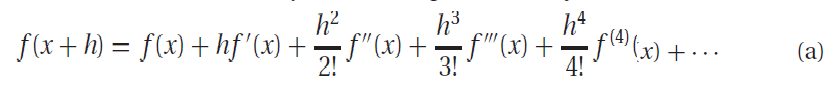 f(x + h) = f(x) + hf′(x) + h²/2! f″(x) + h³/3! f‴(x) + h⁴/4! f⁽⁴⁾(x) + ⋯ (a)